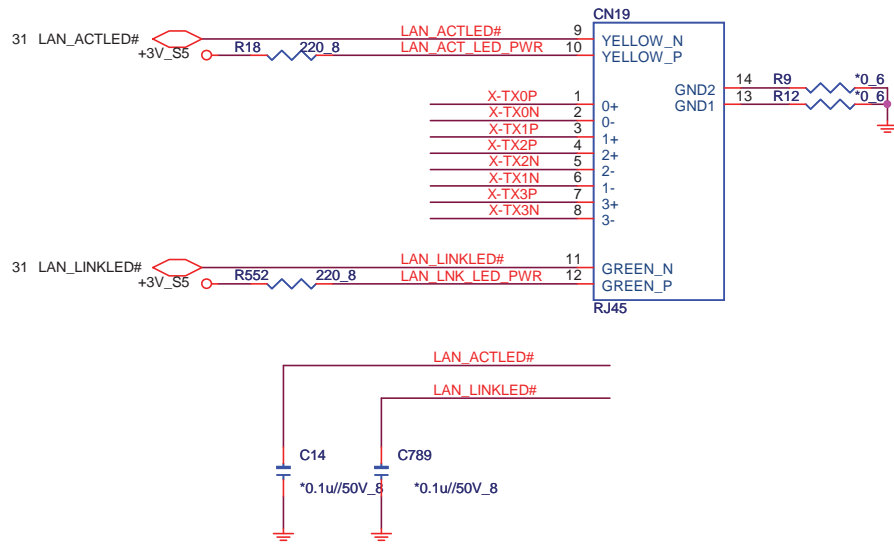 CN19
31 LAN_ACTLED# LAN_ACTLED# 9 YELLOW_N
+3V_S5 R18 220_8 LAN_ACT_LED_PWR 10 YELLOW_P
GND2 14 R9 *0_6
GND1 13 R12 *0_6
X-TX0P 1 0+
X-TX0N 2 0-
X-TX1P 3 1+
X-TX2P 4 2+
X-TX2N 5 2-
X-TX1N 6 1-
X-TX3P 7 3+
X-TX3N 8 3-
31 LAN_LINKLED# LAN_LINKLED# 11 GREEN_N
+3V_S5 R552 220_8 LAN_LNK_LED_PWR 12 GREEN_P
RJ45
LAN_ACTLED#
LAN_LINKLED#
C14 C789
*0.1u//50V_8 *0.1u//50V_8